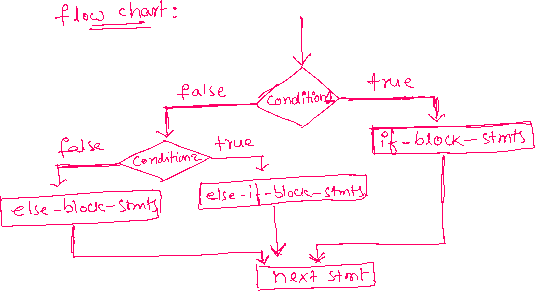 flow chart:
false
true
condition1
if-block-stmts
false
true
condition2
else-block-stmts
else-if-block-stmts
next stmt